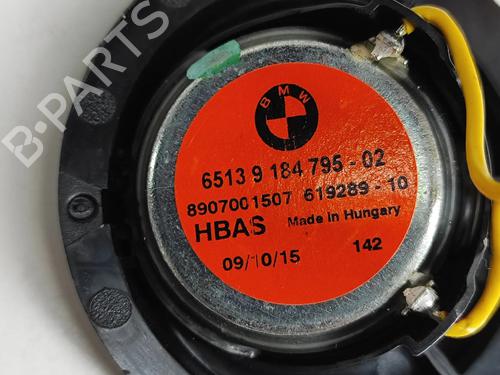 B-PARTS
BMW
6513 9 184 795 - 02
8907001507 619289 - 10
HBAS Made in Hungary
09/10/15 142